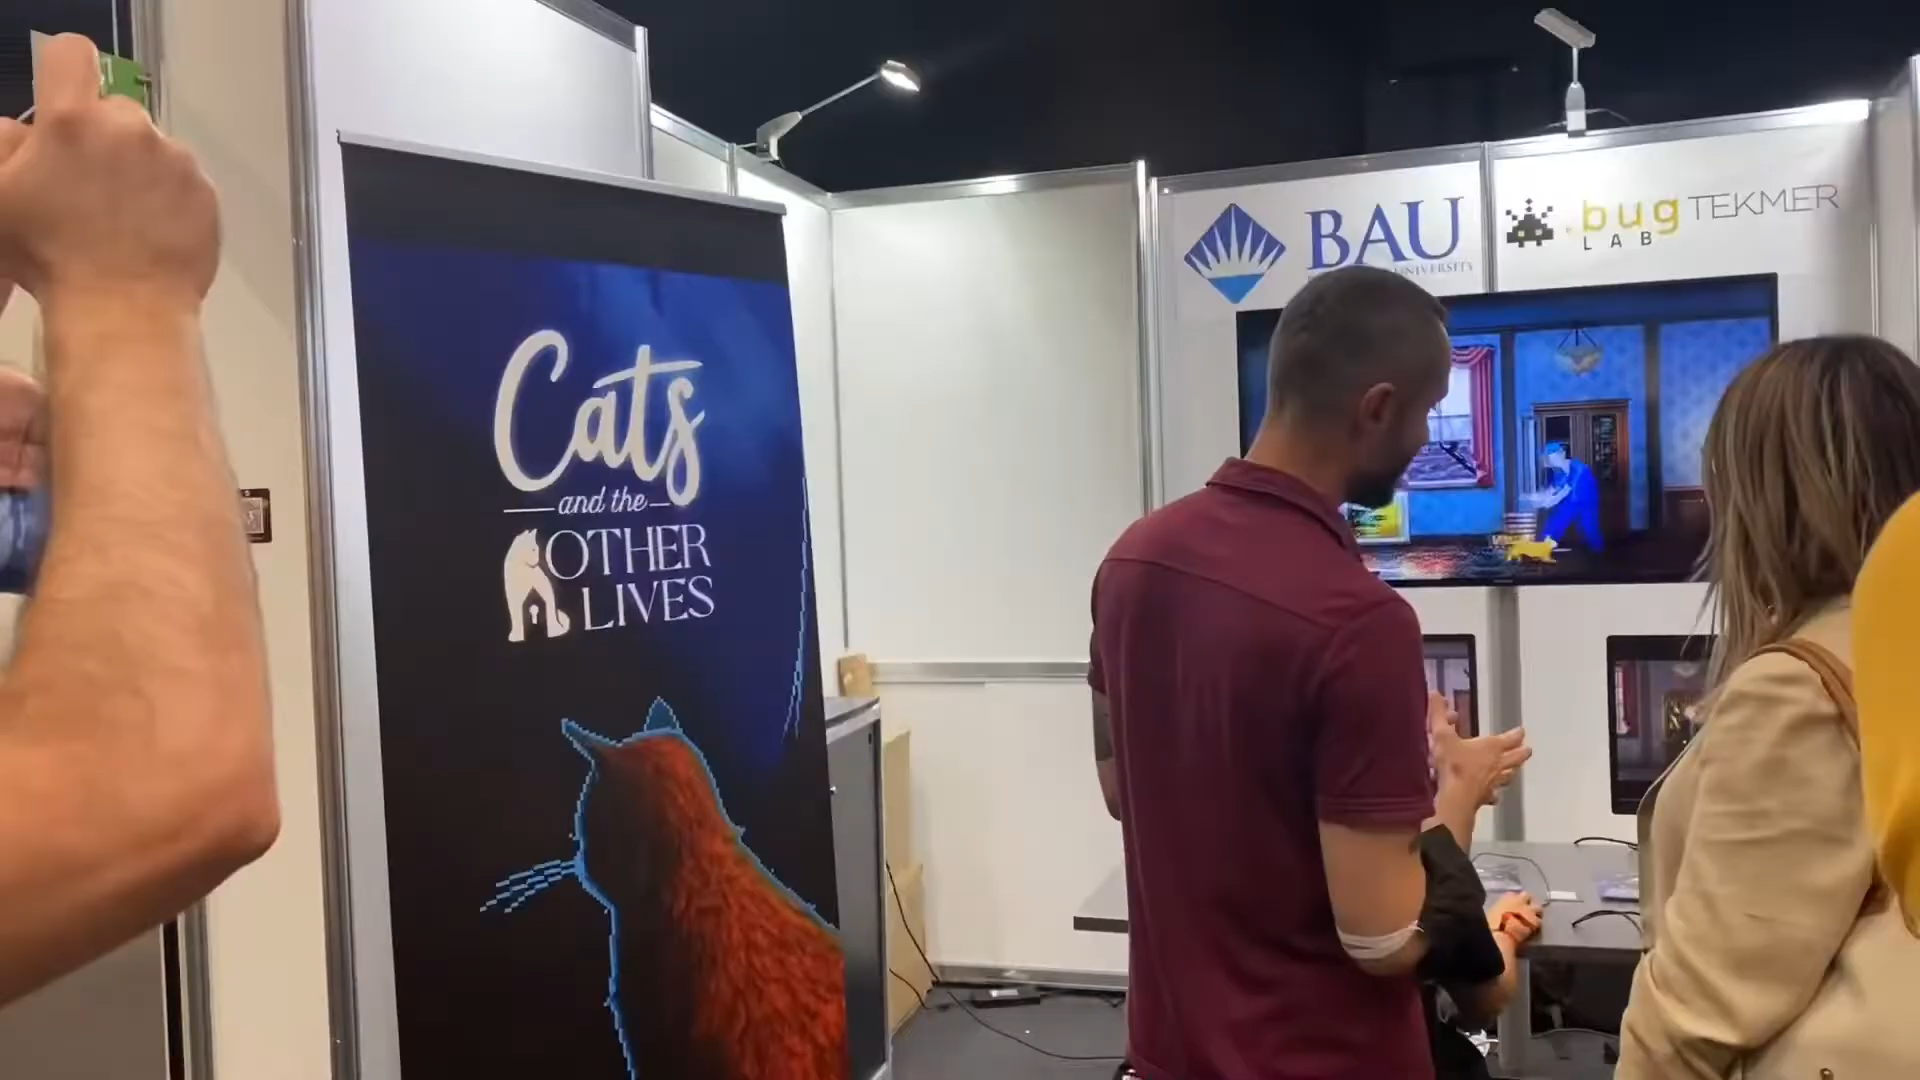 Cats
and the
OTHER
LIVES
BAU
UNIVERSITY
.bug
LAB
TEKMER